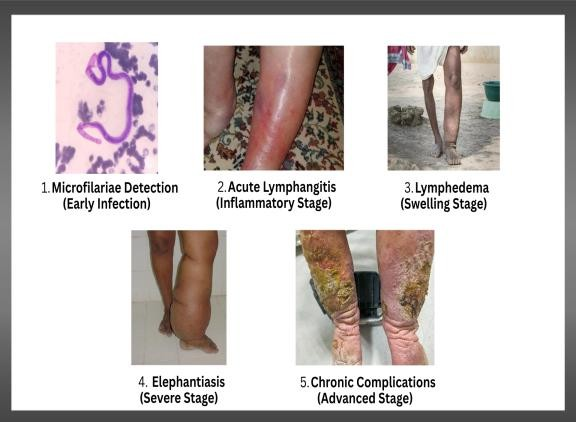 1. Microfilariae Detection
(Early Infection)
2. Acute Lymphangitis
(Inflammatory Stage)
3. Lymphedema
(Swelling Stage)
4. Elephantiasis
(Severe Stage)
5. Chronic Complications
(Advanced Stage)